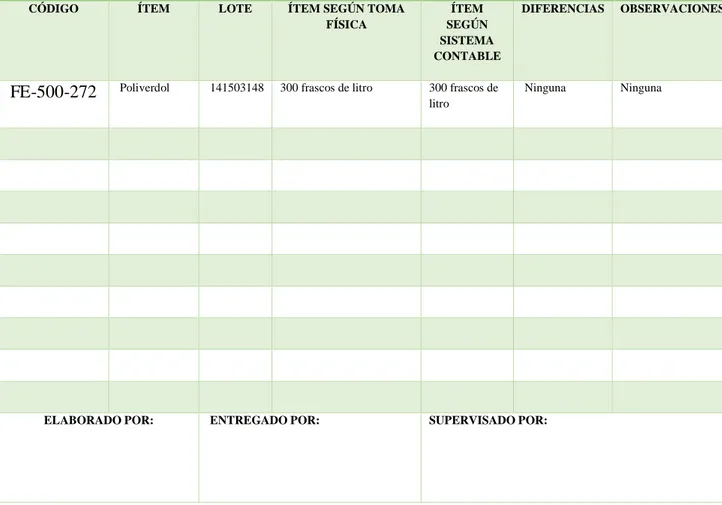 CÓDIGO ÍTEM LOTE ÍTEM SEGÚN TOMA ÍTEM DIFERENCIAS OBSERVACIONES
FÍSICA SEGÚN
SISTEMA
CONTABLE
FE-500-272 Poliverdol 141503148 300 frascos de litro 300 frascos de Ninguna Ninguna
litro
ELABORADO POR: ENTREGADO POR: SUPERVISADO POR: